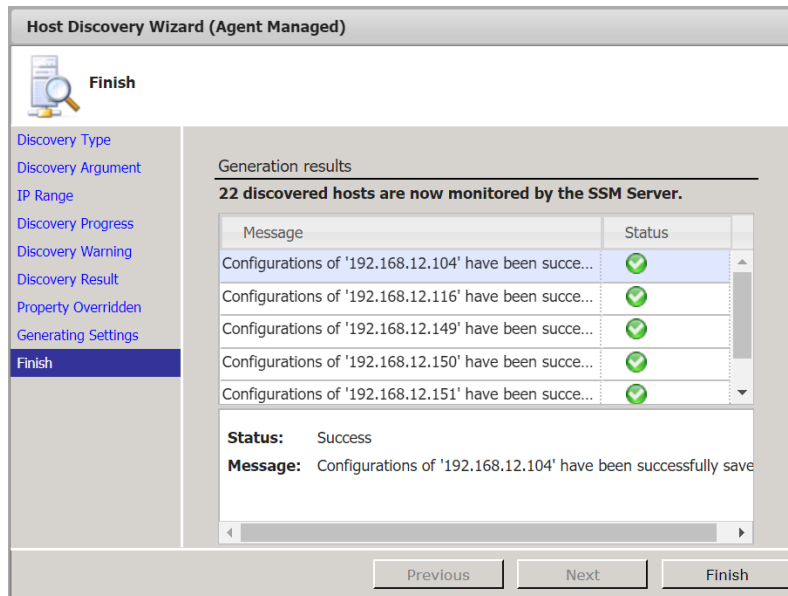 Host Discovery Wizard (Agent Managed)
Finish
Discovery Type
Discovery Argument
IP Range
Discovery Progress
Discovery Warning
Discovery Result
Property Overridden
Generating Settings
Finish
Generation results
22 discovered hosts are now monitored by the SSM Server.
Message Status
Configurations of '192.168.12.104' have been succe...
Configurations of '192.168.12.116' have been succe...
Configurations of '192.168.12.149' have been succe...
Configurations of '192.168.12.150' have been succe...
Configurations of '192.168.12.151' have been succe...
Status: Success
Message: Configurations of '192.168.12.104' have been successfully save
Previous Next Finish